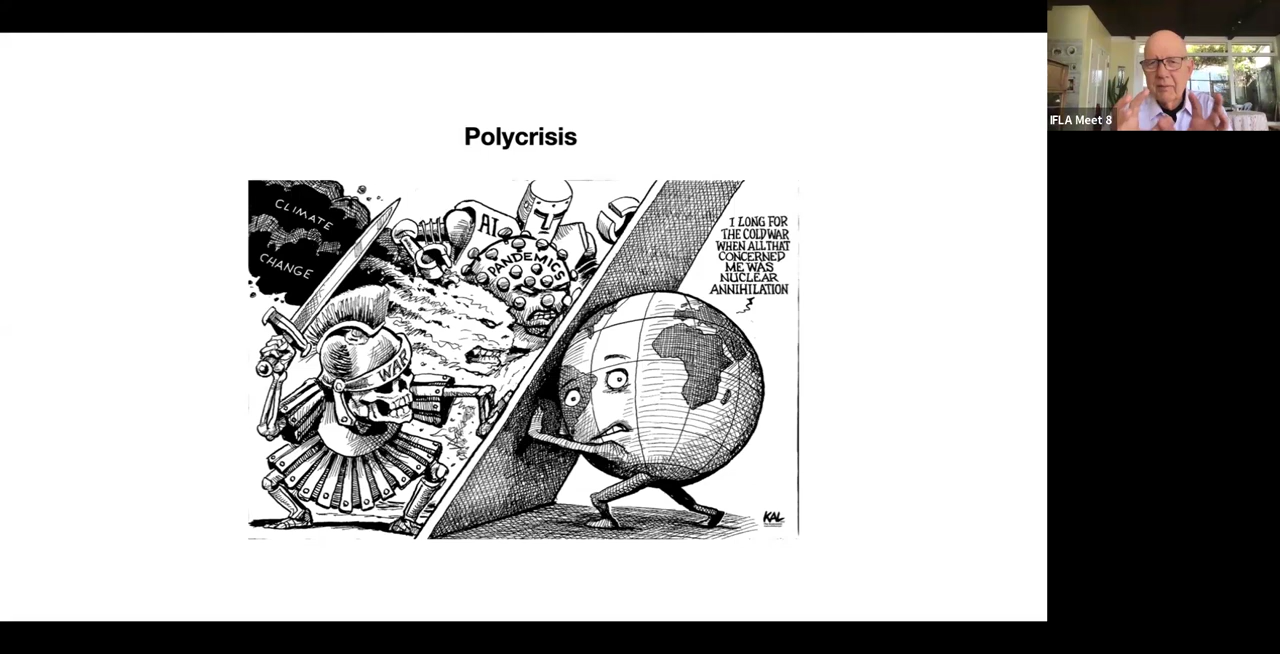 Polycrisis
CLIMATE
CHANGE
AI
PANDEMICS
WAR
I LONG FOR
THE COLD WAR
WHEN ALL THAT
CONCERNED
ME WAS
NUCLEAR
ANNIHILATION
KAL
IFLA Meet 8